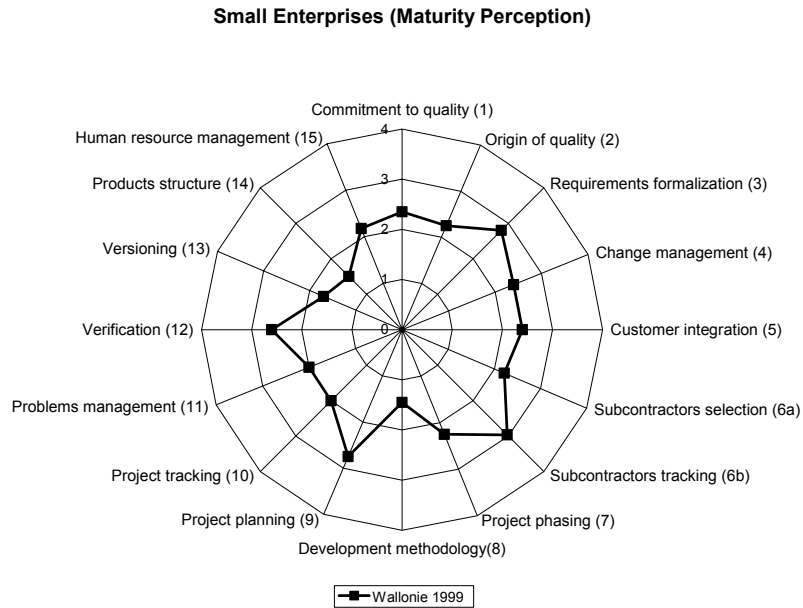 Small Enterprises (Maturity Perception)
Commitment to quality (1)
Origin of quality (2)
Requirements formalization (3)
Change management (4)
Customer integration (5)
Subcontractors selection (6a)
Subcontractors tracking (6b)
Project phasing (7)
Development methodology(8)
Project planning (9)
Project tracking (10)
Problems management (11)
Verification (12)
Versioning (13)
Products structure (14)
Human resource management (15)
4
3
2
1
0
Wallonie 1999